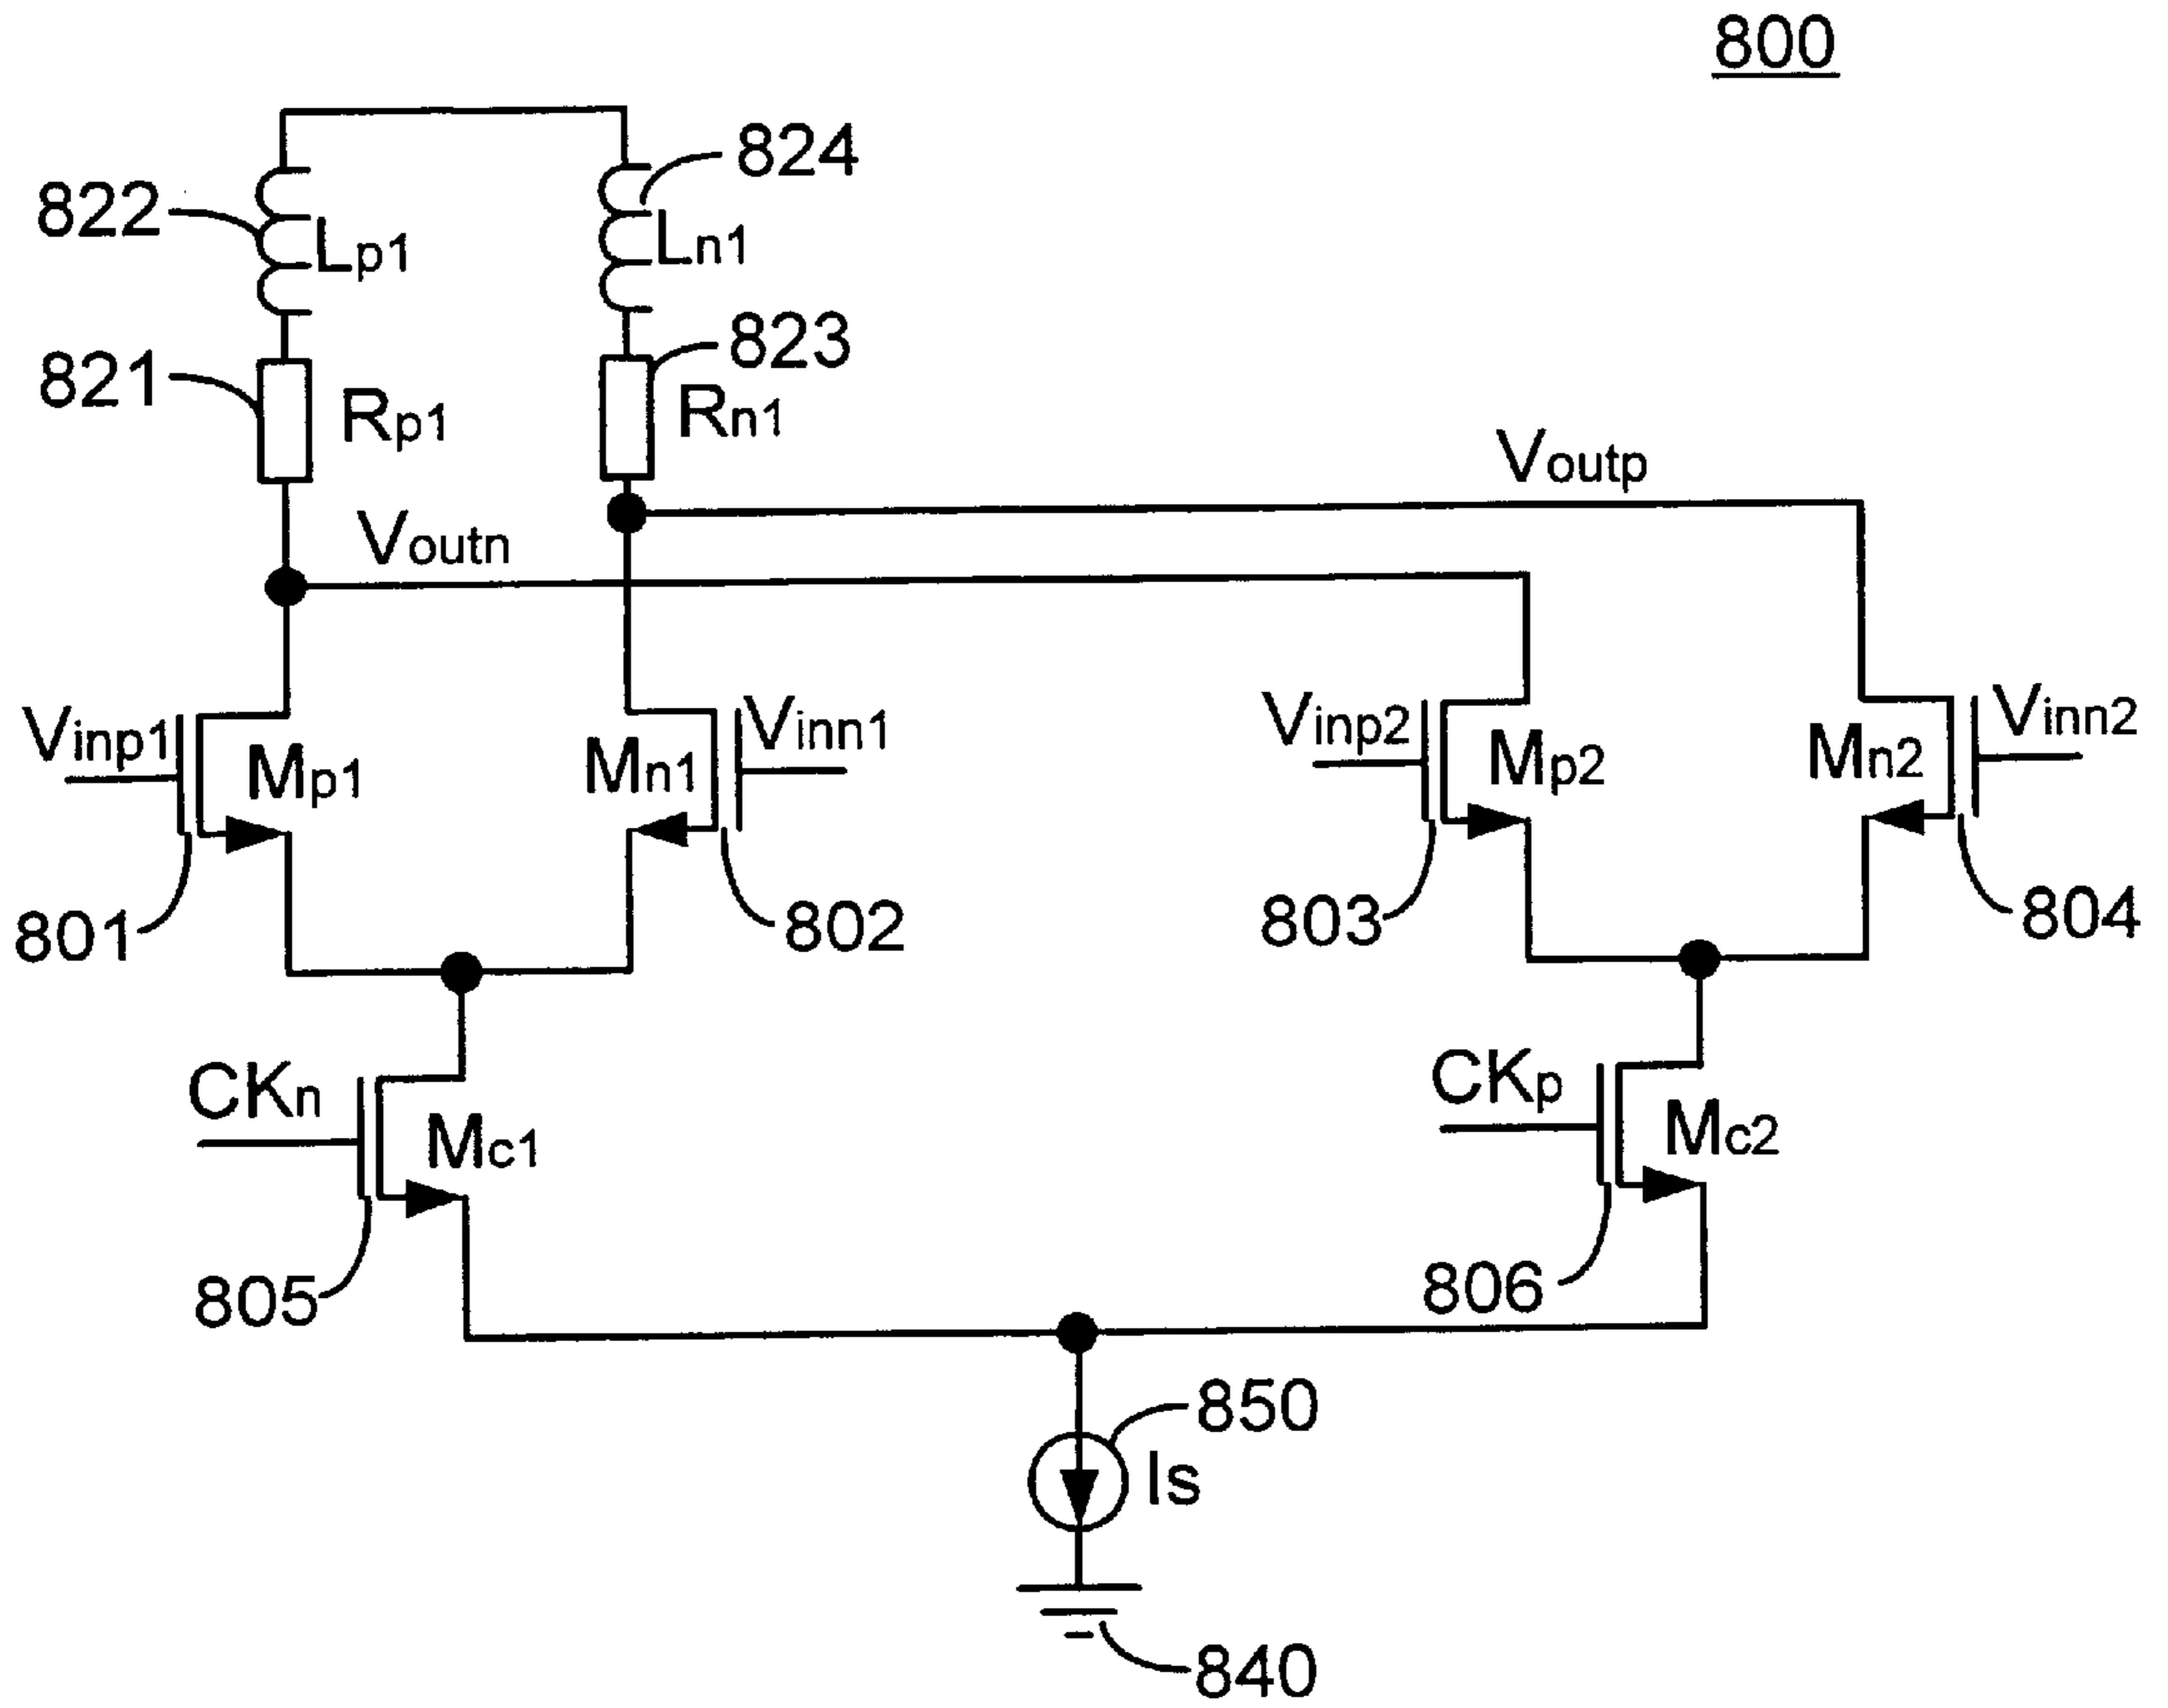 800
824
822
Lp1
Ln1
823
821
Rp1
Rn1
Voutp
Voutn
Vinp1
Mp1
Mn1
Vinn1
Vinp2
Mp2
Mn2
Vinn2
801
802
803
804
CKn
Mc1
CKp
Mc2
805
806
850
Is
840